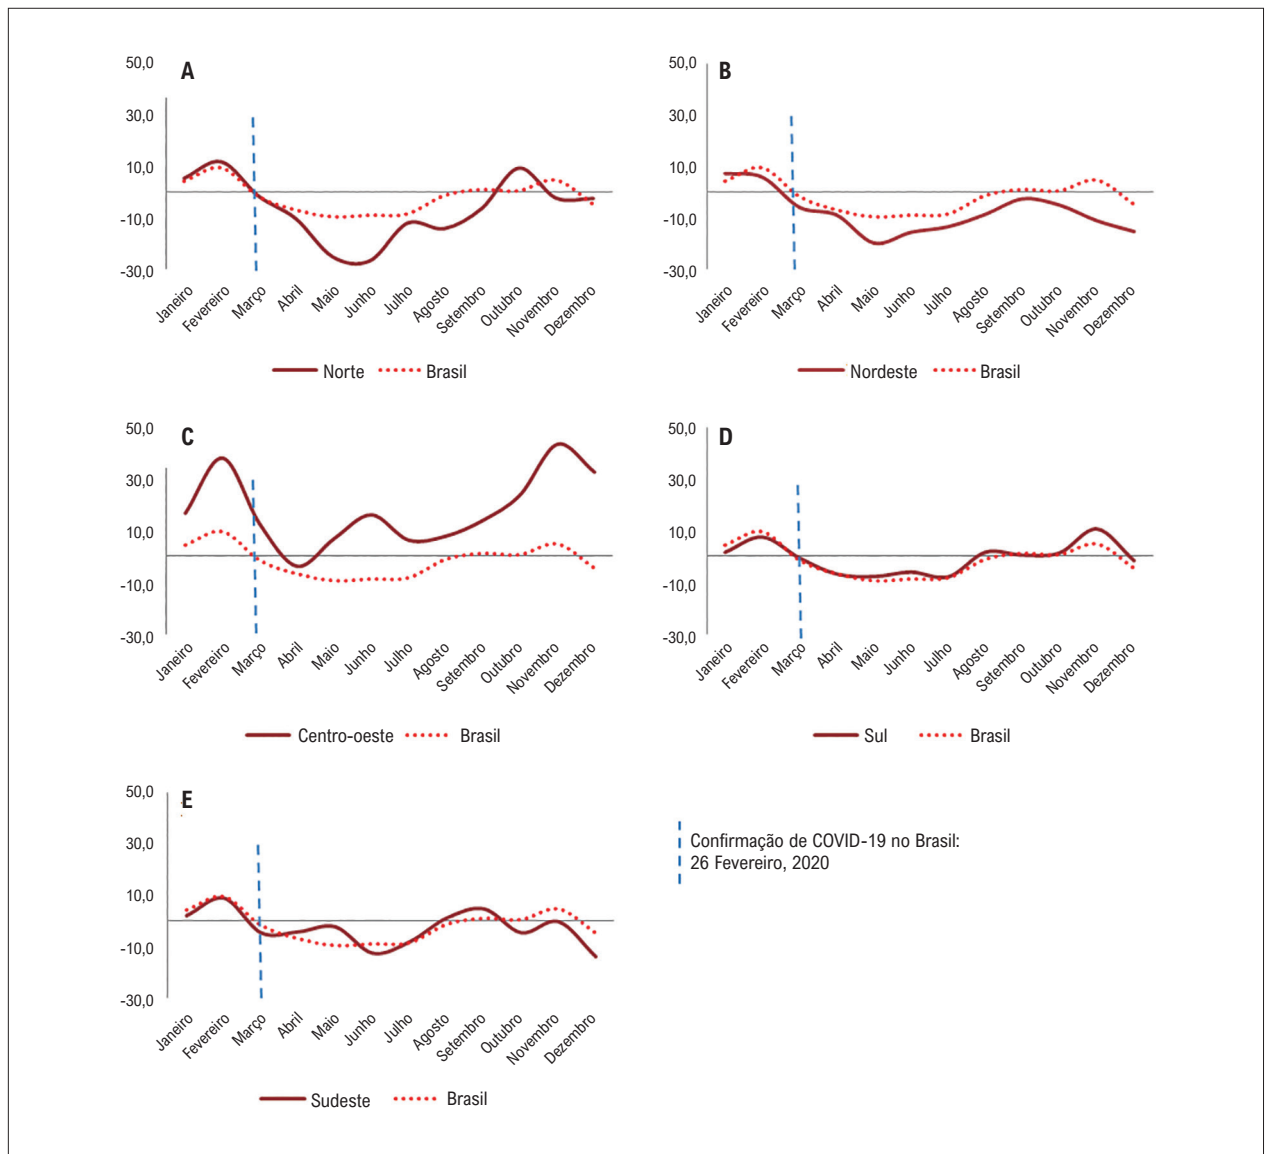 A
50,0
30,0
10,0
-10,0
-30,0
Janeiro
Fevereiro
Março
Abril
Maio
Junho
Julho
Agosto
Setembro
Outubro
Novembro
Dezembro
Norte
Brasil
B
50,0
30,0
10,0
-10,0
-30,0
Janeiro
Fevereiro
Março
Abril
Maio
Junho
Julho
Agosto
Setembro
Outubro
Novembro
Dezembro
Nordeste
Brasil
C
50,0
30,0
10,0
-10,0
-30,0
Janeiro
Fevereiro
Março
Abril
Maio
Junho
Julho
Agosto
Setembro
Outubro
Novembro
Dezembro
Centro-oeste
Brasil
D
50,0
30,0
10,0
-10,0
-30,0
Janeiro
Fevereiro
Março
Abril
Maio
Junho
Julho
Agosto
Setembro
Outubro
Novembro
Dezembro
Sul
Brasil
E
50,0
30,0
10,0
-10,0
-30,0
Janeiro
Fevereiro
Março
Abril
Maio
Junho
Julho
Agosto
Setembro
Outubro
Novembro
Dezembro
Sudeste
Brasil
Confirmação de COVID-19 no Brasil:
26 Fevereiro, 2020